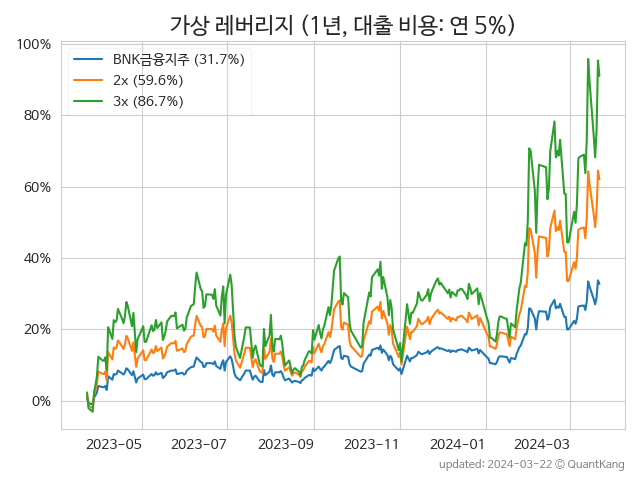 가상 레버리지 (1년, 대출 비용: 연 5%)
100%
80%
60%
40%
20%
0%
BNK금융지주 (31.7%)
2x (59.6%)
3x (86.7%)
2023-05
2023-07
2023-09
2023-11
2024-01
2024-03
updated: 2024-03-22 © QuantKang